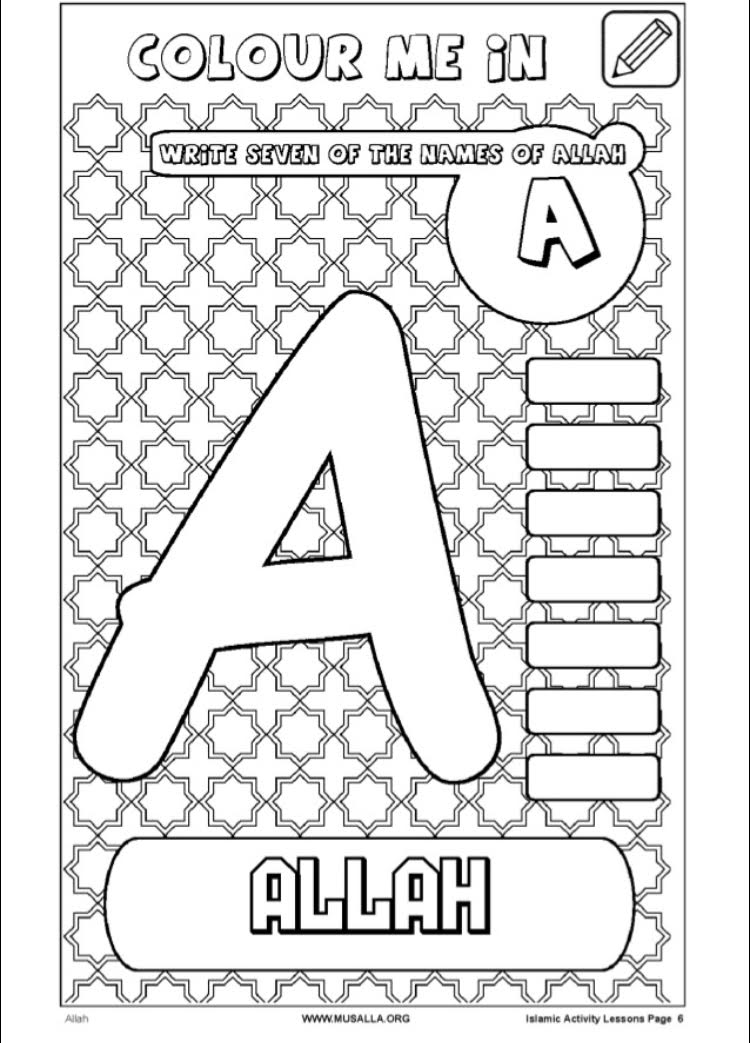 COLOUR ME iN
WRiTE SEVEN OF THE NAMES OF ALLAH
A
A
ALLAH
Allah WWW.MUSALLA.ORG Islamic Activity Lessons Page 6